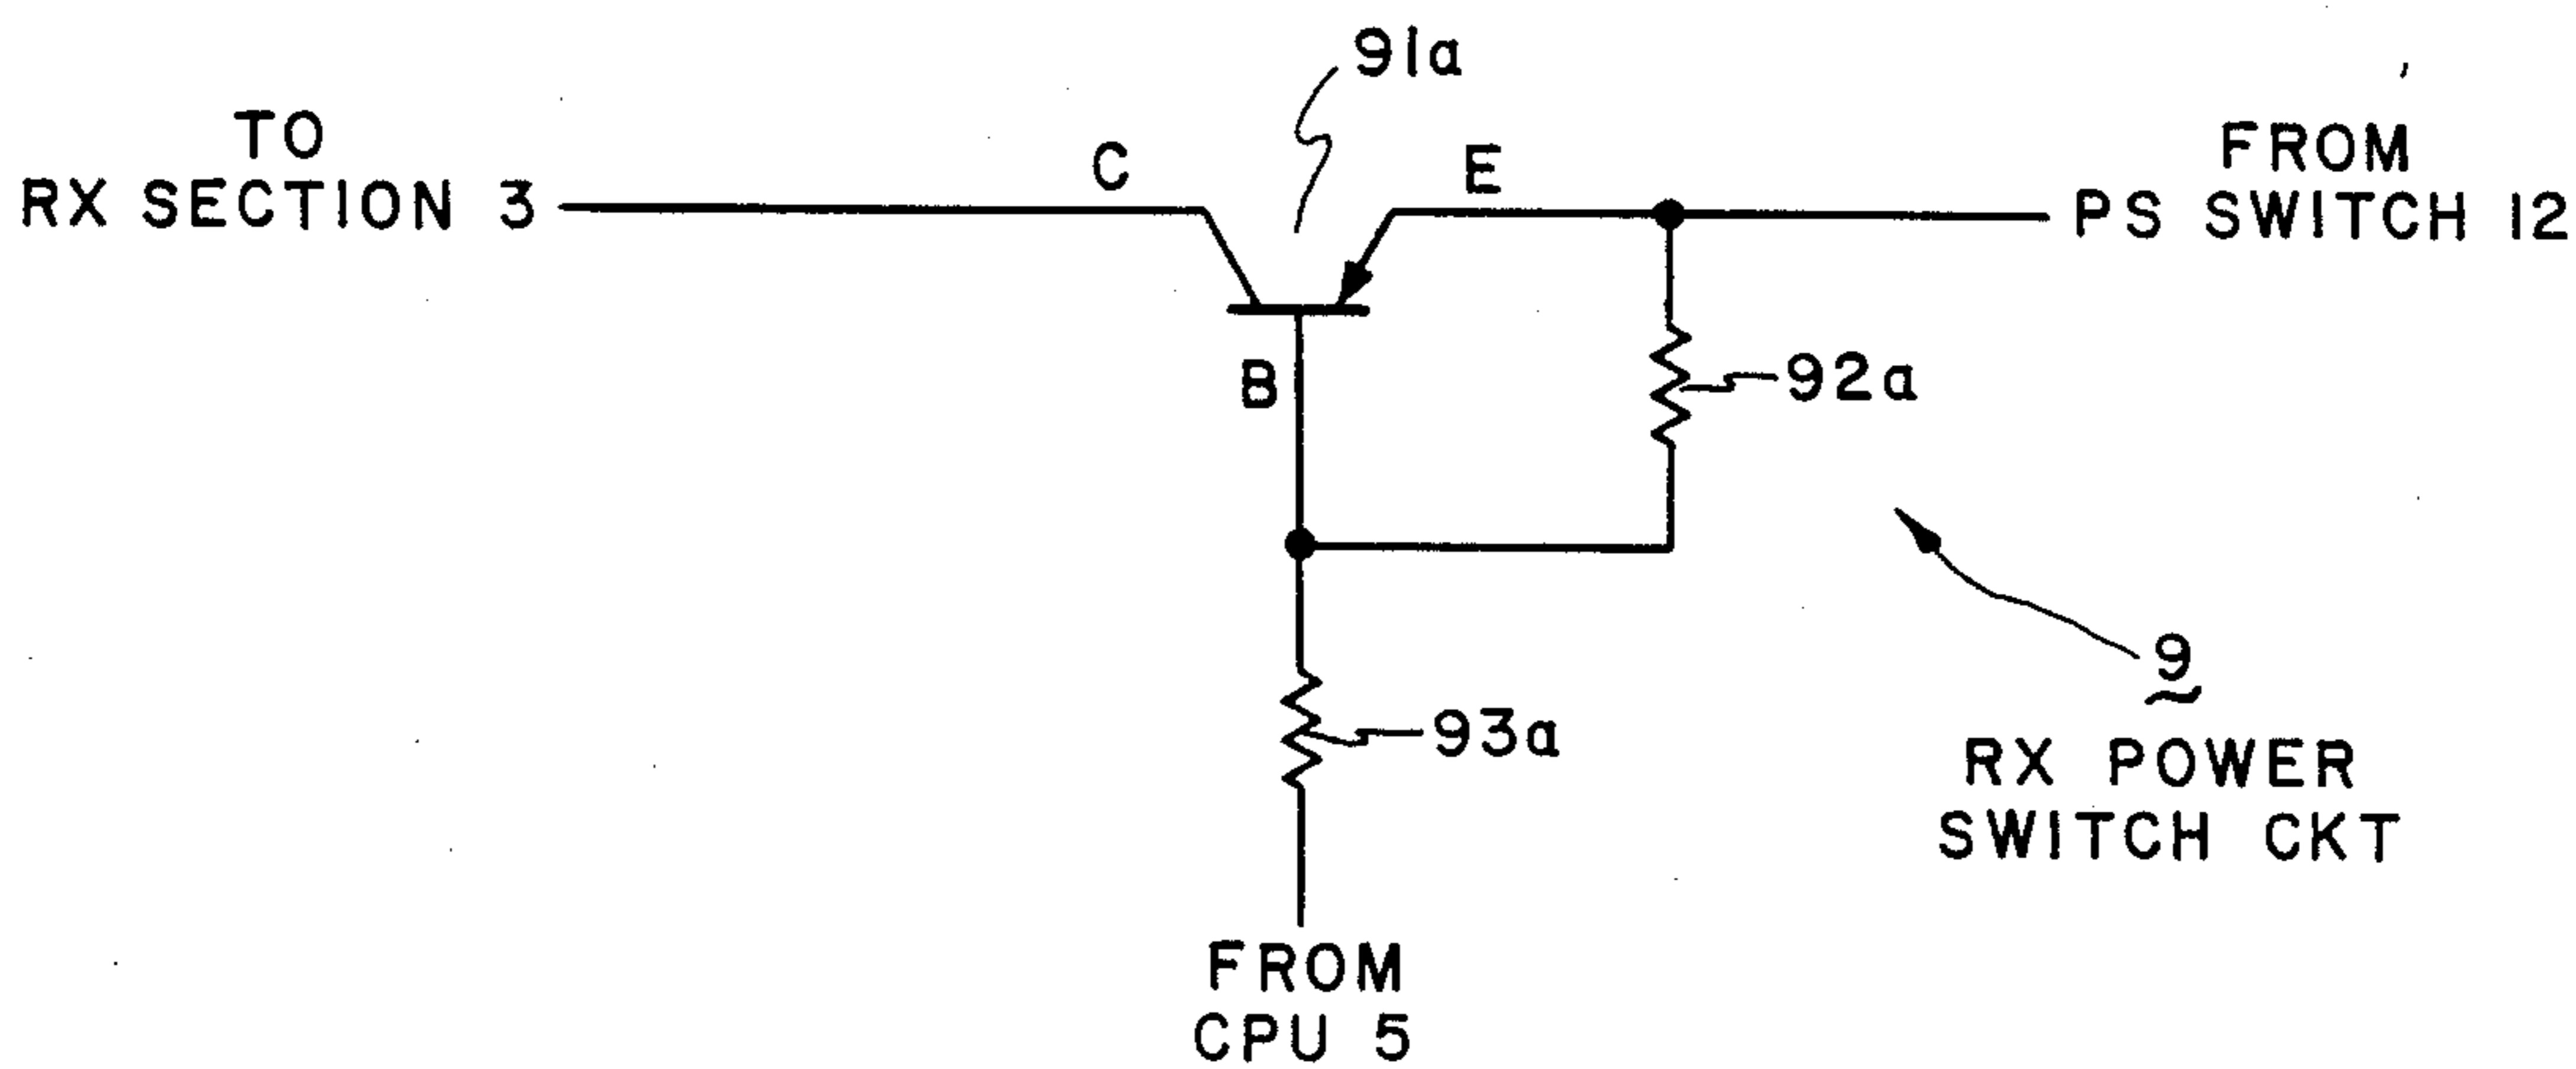 91a
TO
RX SECTION 3
C
E
FROM
PS SWITCH 12
B
92a
93a
9
RX POWER
SWITCH CKT
FROM
CPU 5